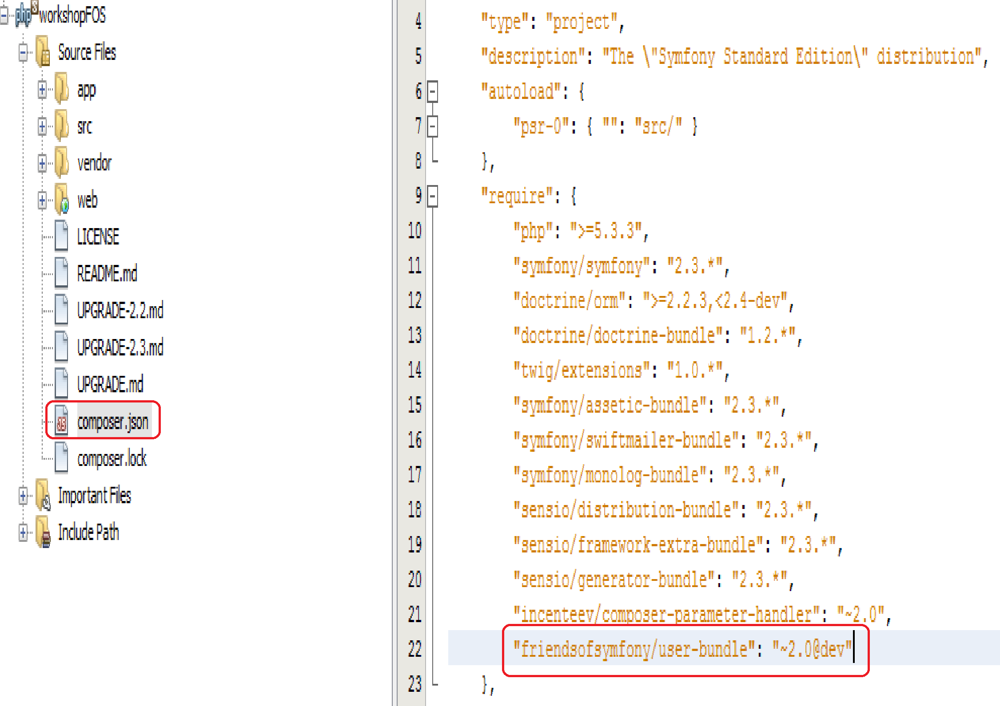 workshopFOS
Source Files
app
src
vendor
web
LICENSE
README.md
UPGRADE-2.2.md
UPGRADE-2.3.md
UPGRADE.md
composer.json
composer.lock
Important Files
Include Path
4 "type": "project",
5 "description": "The \"Symfony Standard Edition\" distribution",
6 "autoload": {
7 "psr-0": { "": "src/" }
8 },
9 "require": {
10 "php": ">=5.3.3",
11 "symfony/symfony": "2.3.*",
12 "doctrine/orm": ">=2.2.3,<2.4-dev",
13 "doctrine/doctrine-bundle": "1.2.*",
14 "twig/extensions": "1.0.*",
15 "symfony/assetic-bundle": "2.3.*",
16 "symfony/swiftmailer-bundle": "2.3.*",
17 "symfony/monolog-bundle": "2.3.*",
18 "sensio/distribution-bundle": "2.3.*",
19 "sensio/framework-extra-bundle": "2.3.*",
20 "sensio/generator-bundle": "2.3.*",
21 "incenteev/composer-parameter-handler": "~2.0",
22 "friendsofsymfony/user-bundle": "~2.0@dev"
23 },